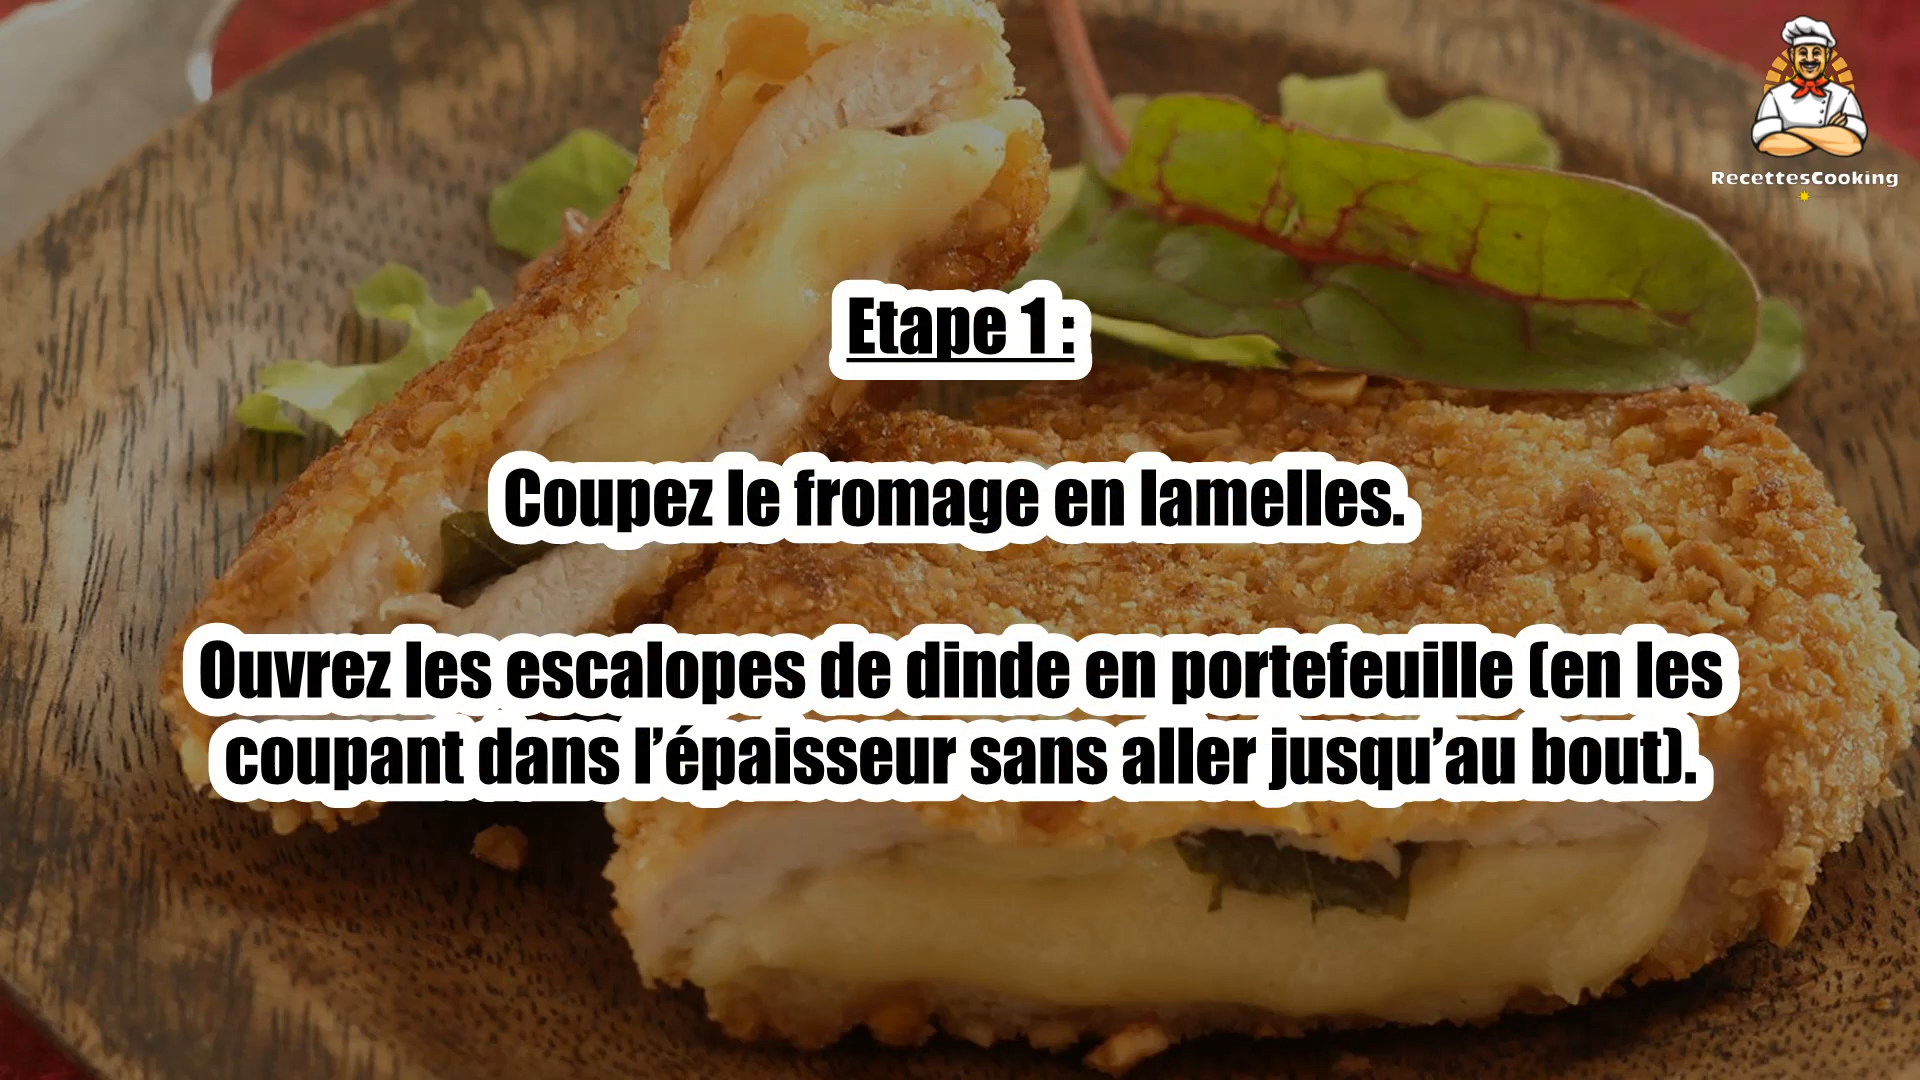 RecettesCooking
Etape 1 :
Coupez le fromage en lamelles.
Ouvrez les escalopes de dinde en portefeuille (en les
coupant dans l’épaisseur sans aller jusqu’au bout).